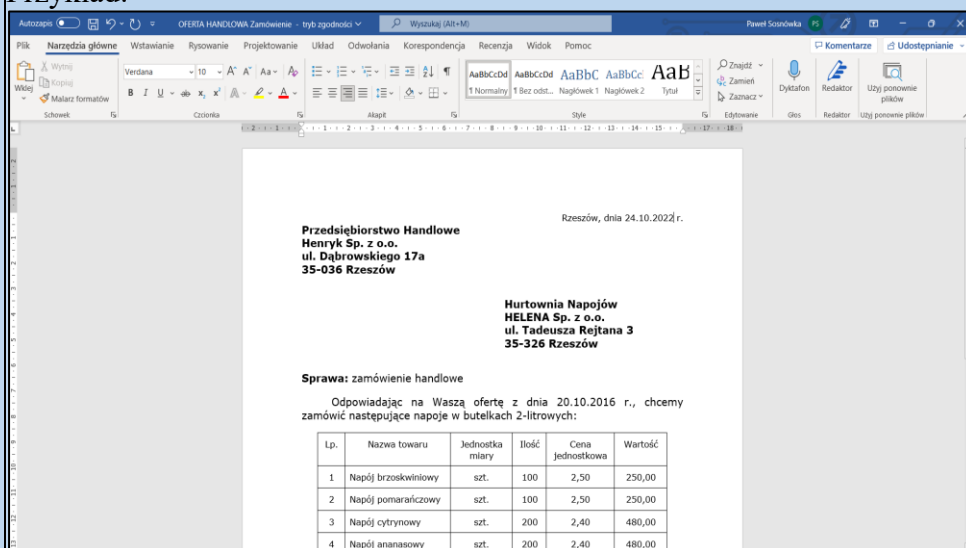 Przykład:
Autozapis
OFERTA HANDLOWA Zamówienie - tryb zgodności
Wyszukaj (Alt+M)
Paweł Sosnówka
PS
Plik Narzędzia główne Wstawianie Rysowanie Projektowanie Układ Odwołania Korespondencja Recenzja Widok Pomoc
Komentarze
Udostępnianie
Wklej
Wytnij
Kopiuj
Malarz formatów
Schowek
Verdana
10
Czcionka
Akapit
AaBbCcDd AaBbCcDd AaBbC AaBbCc AaB
¶ Normalny ¶ Bez odst... Nagłówek 1 Nagłówek 2 Tytuł
Style
Znajdź
Zamień
Zaznacz
Edytowanie
Dyktafon
Głos
Redaktor
Redaktor
Użyj ponownie
plików
Użyj ponownie plików
Rzeszów, dnia 24.10.2022 r.
Przedsiębiorstwo Handlowe
Henryk Sp. z o.o.
ul. Dąbrowskiego 17a
35-036 Rzeszów
Hurtownia Napojów
HELENA Sp. z o.o.
ul. Tadeusza Rejtana 3
35-326 Rzeszów
Sprawa: zamówienie handlowe
Odpowiadając na Waszą ofertę z dnia 20.10.2016 r., chcemy
zamówić następujące napoje w butelkach 2-litrowych:
Lp. Nazwa towaru Jednostka miary Ilość Cena jednostkowa Wartość
1 Napój brzoskwiniowy szt. 100 2,50 250,00
2 Napój pomarańczowy szt. 100 2,50 250,00
3 Napój cytrynowy szt. 200 2,40 480,00
4 Napój ananasowy szt. 200 2,40 480,00